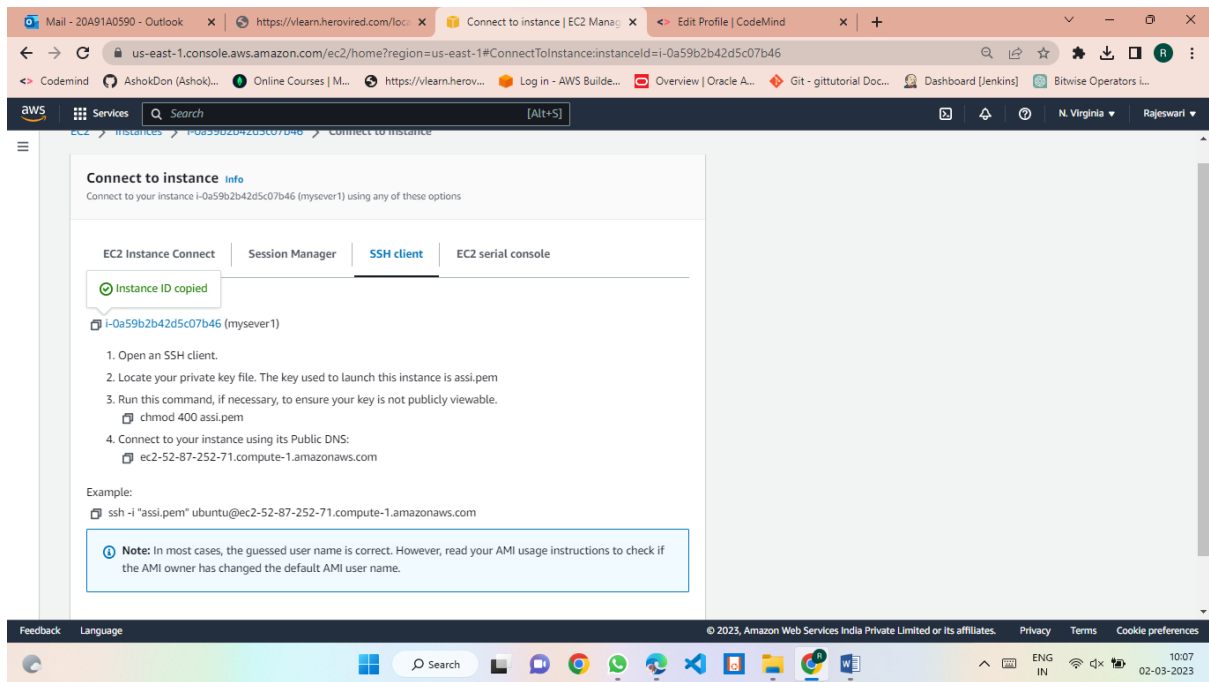 Mail - 20A91A0590 - Outlook
https://vlearn.herovired.com/loca
Connect to instance | EC2 Manag
Edit Profile | CodeMind
us-east-1.console.aws.amazon.com/ec2/home?region=us-east-1#ConnectToInstance:instanceId=i-0a59b2b42d5c07b46
R
Codemind
AshokDon (Ashok)...
Online Courses | M...
https://vlearn.herov...
Log in - AWS Builde...
Overview | Oracle A...
Git - gittutorial Doc...
Dashboard [Jenkins]
Bitwise Operators i...
aws
Services
Search
[Alt+S]
N. Virginia
Rajeswari
EC2 > Instances > i-0a59b2b42d5c07b46 > Connect to instance
Connect to instance Info
Connect to your instance i-0a59b2b42d5c07b46 (mysever1) using any of these options
EC2 Instance Connect
Session Manager
SSH client
EC2 serial console
Instance ID copied
i-0a59b2b42d5c07b46 (mysever1)
1. Open an SSH client.
2. Locate your private key file. The key used to launch this instance is assi.pem
3. Run this command, if necessary, to ensure your key is not publicly viewable.
chmod 400 assi.pem
4. Connect to your instance using its Public DNS:
ec2-52-87-252-71.compute-1.amazonaws.com
Example:
ssh -i "assi.pem" ubuntu@ec2-52-87-252-71.compute-1.amazonaws.com
Note: In most cases, the guessed user name is correct. However, read your AMI usage instructions to check if
the AMI owner has changed the default AMI user name.
Feedback
Language
© 2023, Amazon Web Services India Private Limited or its affiliates.
Privacy
Terms
Cookie preferences
Search
ENG
IN
10:07
02-03-2023